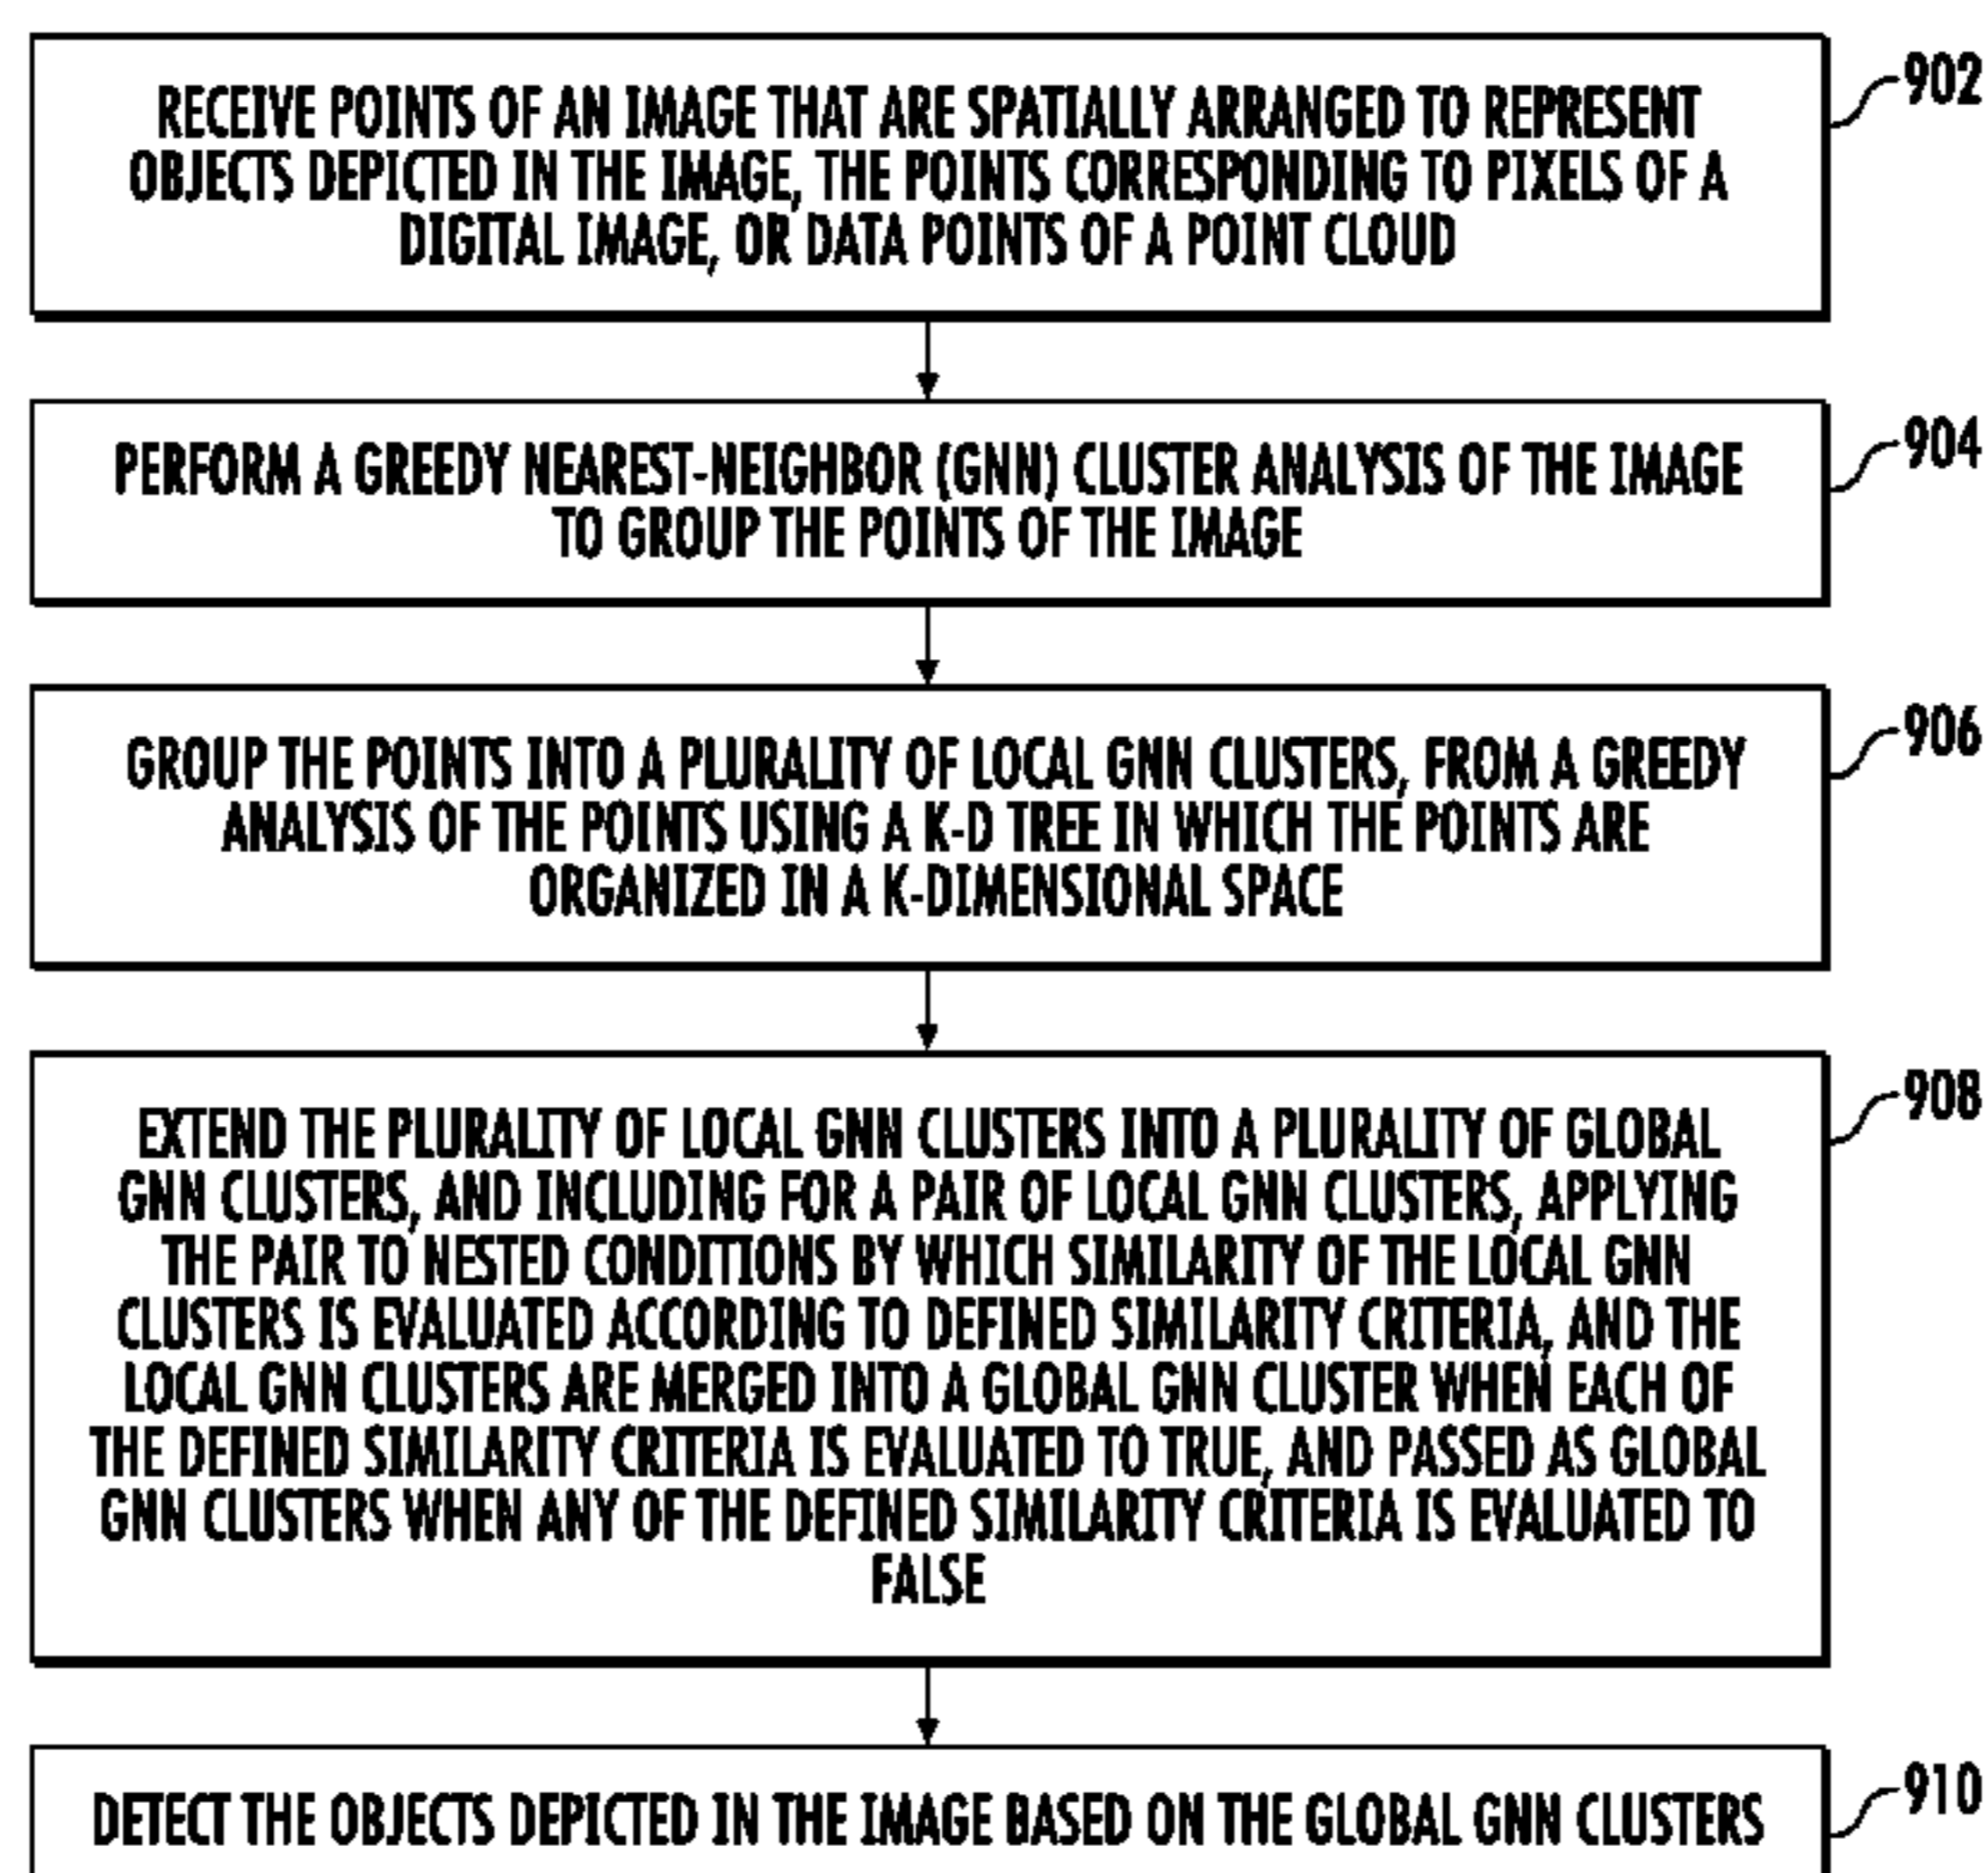 RECEIVE POINTS OF AN IMAGE THAT ARE SPATIALLY ARRANGED TO REPRESENT
OBJECTS DEPICTED IN THE IMAGE, THE POINTS CORRESPONDING TO PIXELS OF A
DIGITAL IMAGE, OR DATA POINTS OF A POINT CLOUD
902
PERFORM A GREEDY NEAREST-NEIGHBOR (GNN) CLUSTER ANALYSIS OF THE IMAGE
TO GROUP THE POINTS OF THE IMAGE
904
GROUP THE POINTS INTO A PLURALITY OF LOCAL GNN CLUSTERS, FROM A GREEDY
ANALYSIS OF THE POINTS USING A K-D TREE IN WHICH THE POINTS ARE
ORGANIZED IN A K-DIMENSIONAL SPACE
906
EXTEND THE PLURALITY OF LOCAL GNN CLUSTERS INTO A PLURALITY OF GLOBAL
GNN CLUSTERS, AND INCLUDING FOR A PAIR OF LOCAL GNN CLUSTERS, APPLYING
THE PAIR TO NESTED CONDITIONS BY WHICH SIMILARITY OF THE LOCAL GNN
CLUSTERS IS EVALUATED ACCORDING TO DEFINED SIMILARITY CRITERIA, AND THE
LOCAL GNN CLUSTERS ARE MERGED INTO A GLOBAL GNN CLUSTER WHEN EACH OF
THE DEFINED SIMILARITY CRITERIA IS EVALUATED TO TRUE, AND PASSED AS GLOBAL
GNN CLUSTERS WHEN ANY OF THE DEFINED SIMILARITY CRITERIA IS EVALUATED TO
FALSE
908
DETECT THE OBJECTS DEPICTED IN THE IMAGE BASED ON THE GLOBAL GNN CLUSTERS
910